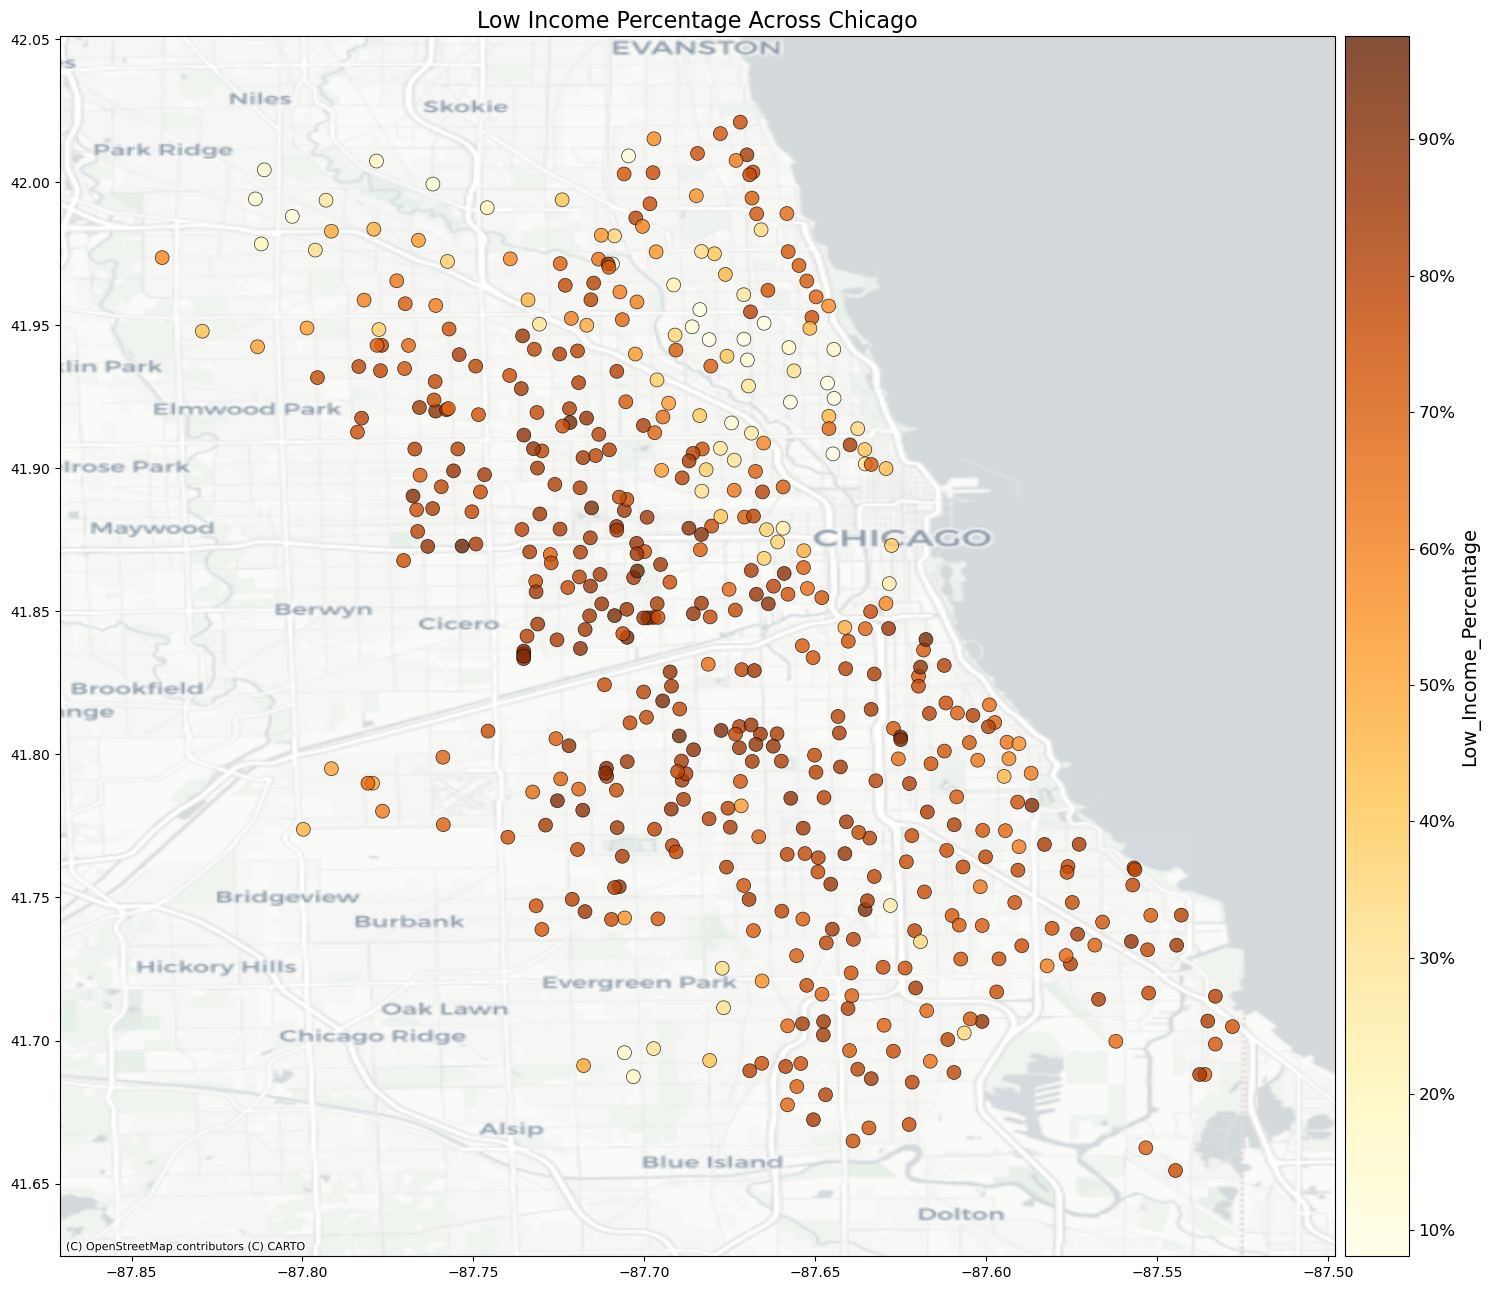 Low Income Percentage Across Chicago
42.05
EVANSTON
Niles
Skokie
90%
Park Ridge
42.00
80%
41.95
klin Park
Elmwood Park
70%
41.90
lrose Park
Maywood
CHICAGO
60%
41.85
Berwyn
Cicero
Low_Income_Percentage
50%
Brookfield
ange
41.80
40%
41.75
Bridgeview
Burbank
30%
Hickory Hills
Evergreen Park
Oak Lawn
41.70
Chicago Ridge
20%
Alsip
Blue Island
41.65
Dolton
10%
(C) OpenStreetMap contributors (C) CARTO
−87.85 −87.80 −87.75 −87.70 −87.65 −87.60 −87.55 −87.50